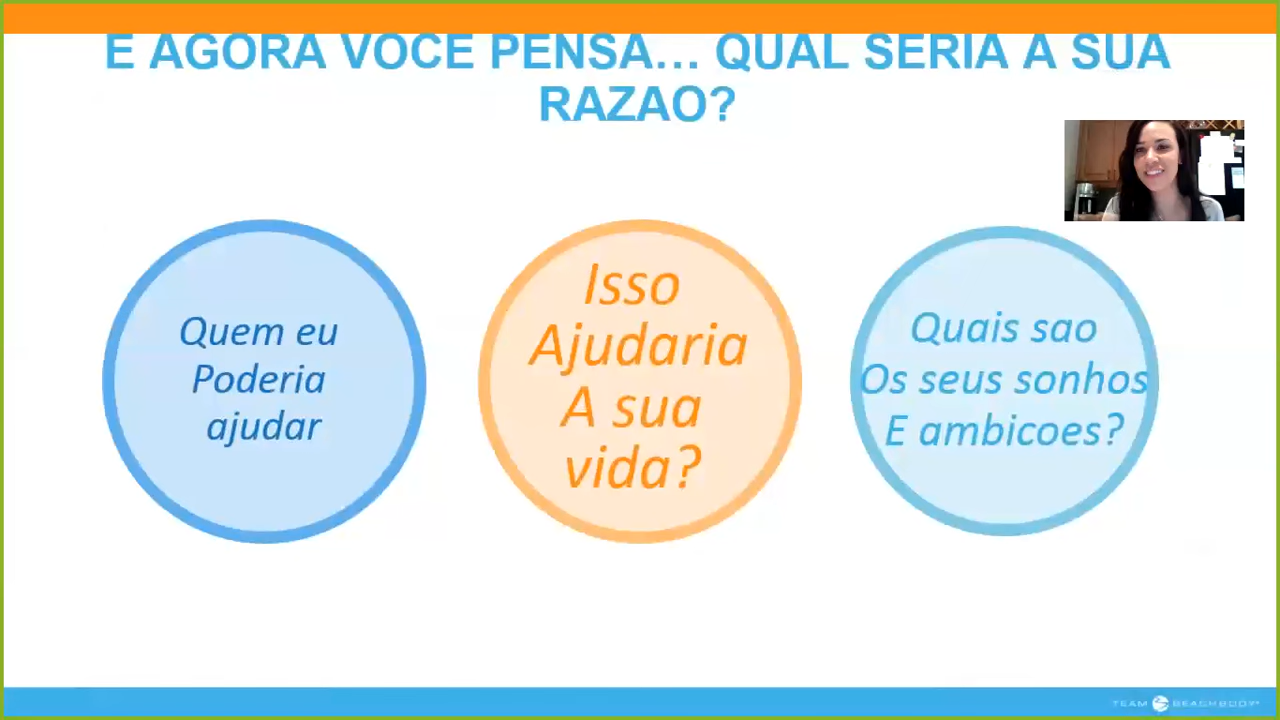 E AGORA VOCE PENSA... QUAL SERIA A SUA
RAZAO?
Quem eu
Poderia
ajudar
Isso
Ajudaria
A sua
vida?
Quais sao
Os seus sonhos
E ambicoes?
TEAM BEACHBODY